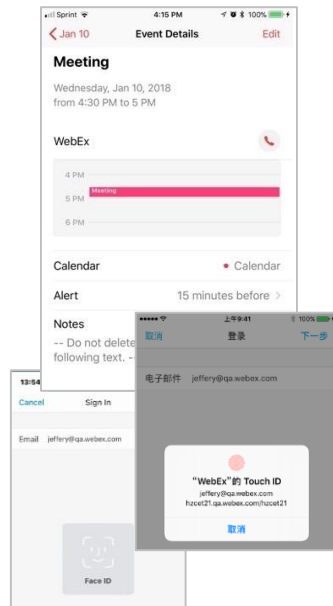 Sprint 4:15 PM 100%
Jan 10 Event Details Edit
Meeting
Wednesday, Jan 10, 2018
from 4:30 PM to 5 PM
WebEx
4 PM
Meeting
5 PM
6 PM
Calendar Calendar
Alert 15 minutes before
Notes
-- Do not delete
following text. -
上午9:41 100%
取消 登录 下一步
电子邮件 jeffery@qa.webex.com
“WebEx”的 Touch ID
jeffery@qa.webex.com
hzcet21.qa.webex.com/hzcet21
取消
13:54
Cancel Sign In
Email jeffery@qa.webex.com
Face ID